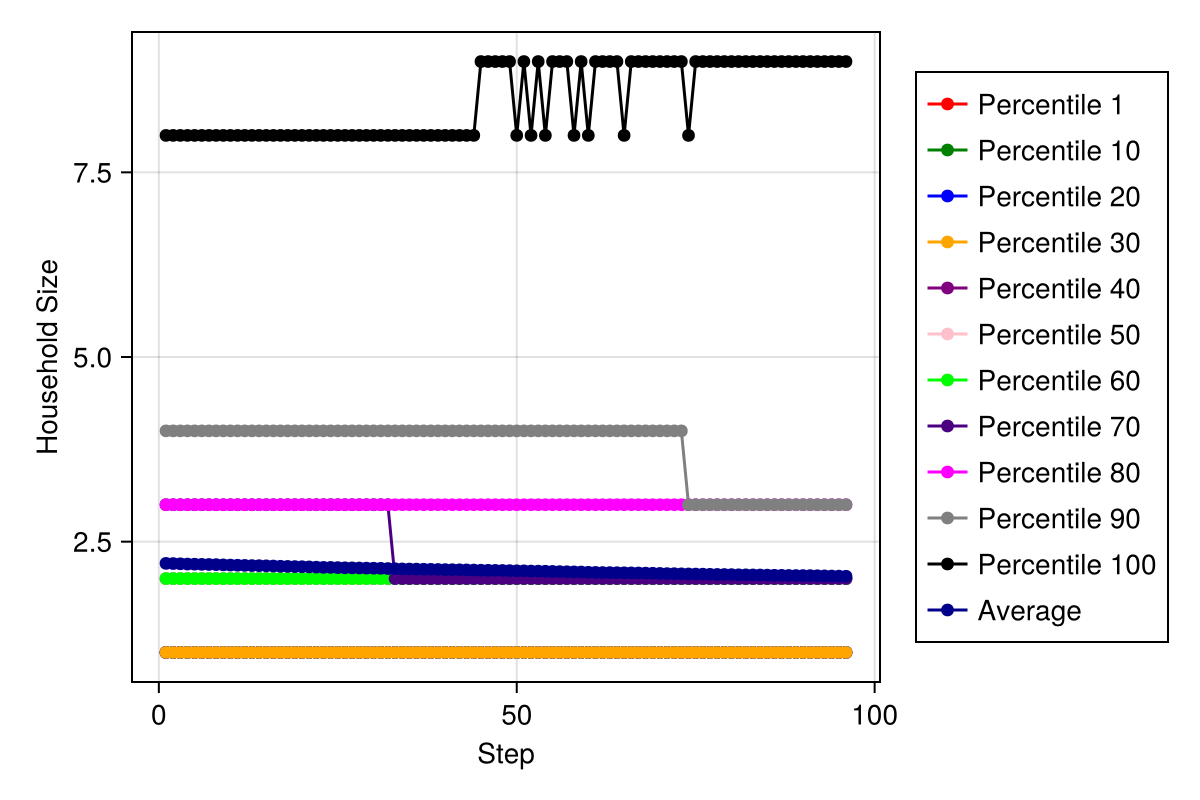 Household Size
7.5
5.0
2.5
0
50
100
Step
Percentile 1
Percentile 10
Percentile 20
Percentile 30
Percentile 40
Percentile 50
Percentile 60
Percentile 70
Percentile 80
Percentile 90
Percentile 100
Average